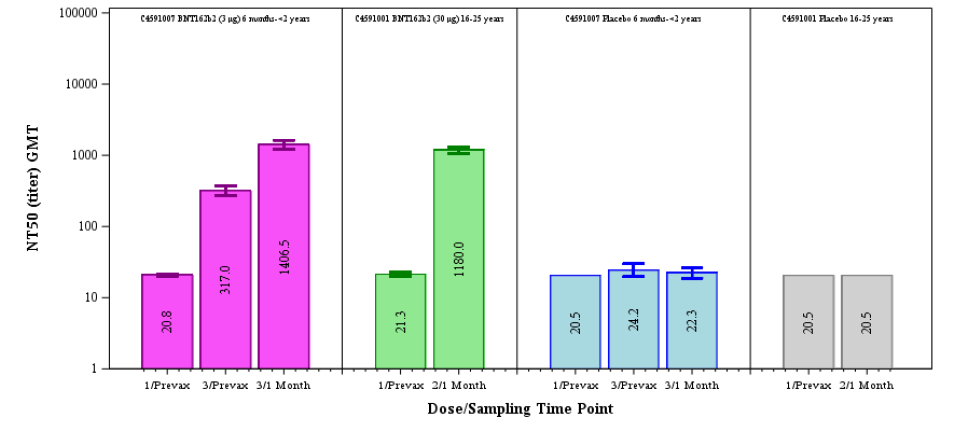 C4591007 BNT162b2 (3 µg) 6 months-<2 years
C4591001 BNT162b2 (30 µg) 16-25 years
C4591007 Placebo 6 months-<2 years
C4591001 Placebo 16-25 years
100000
10000
1000
100
10
1
NT50 (titer) GMT
20.8
317.0
1406.5
21.3
1180.0
20.5
24.2
22.3
20.5
20.5
1/Prevax 3/Prevax 3/1 Month
1/Prevax 2/1 Month
1/Prevax 3/Prevax 3/1 Month
1/Prevax 2/1 Month
Dose/Sampling Time Point